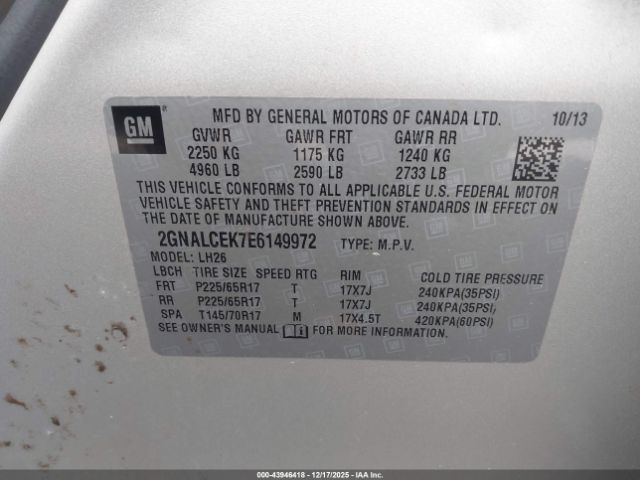 GM
MFD BY GENERAL MOTORS OF CANADA LTD. 10/13
GVWR GAWR FRT GAWR RR
2250 KG 1175 KG 1240 KG
4960 LB 2590 LB 2733 LB
THIS VEHICLE CONFORMS TO ALL APPLICABLE U.S. FEDERAL MOTOR
VEHICLE SAFETY AND THEFT PREVENTION STANDARDS IN EFFECT ON
THE DATE OF MANUFACTURE SHOWN ABOVE.
2GNALCEK7E6149972 TYPE: M.P.V.
MODEL: LH26
LBCH TIRE SIZE SPEED RTG RIM COLD TIRE PRESSURE
FRT P225/65R17 T 17X7J 240KPA(35PSI)
RR P225/65R17 T 17X7J 240KPA(35PSI)
SPA T145/70R17 M 17X4.5T 420KPA(60PSI)
SEE OWNER'S MANUAL FOR MORE INFORMATION.
000-43946418 - 12/17/2025 - IAAI.COM